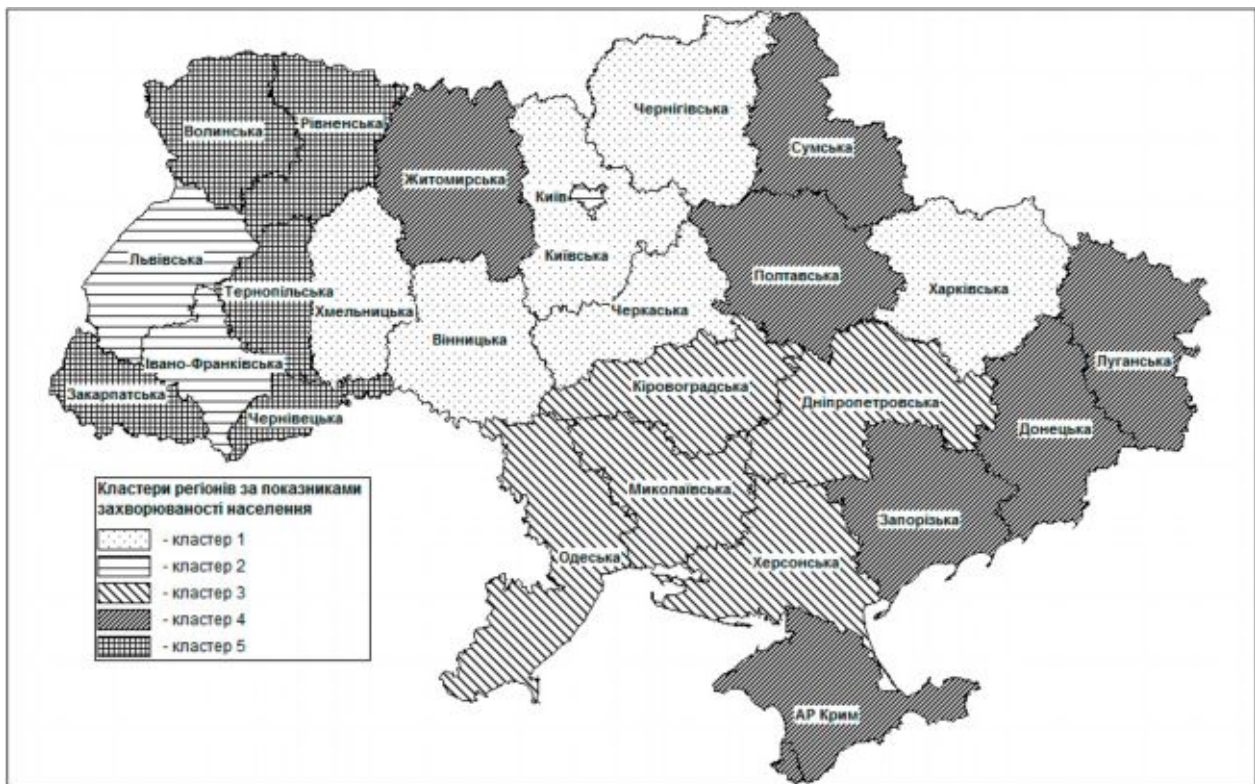 Чернігівська
Волинська
Рівненська
Сумська
Житомирська
Київ
Львівська
Київська
Полтавська
Тернопільська
Харківська
Хмельницька
Черкаська
Вінницька
Луганська
Івано-Франківська
Кіровоградська
Закарпатська
Дніпропетровська
Чернівецька
Донецька
Миколаївська
Запорізька
Одеська
Херсонська
АР Крим
Кластери регіонів за показниками
захворюваності населення
- кластер 1
- кластер 2
- кластер 3
- кластер 4
- кластер 5